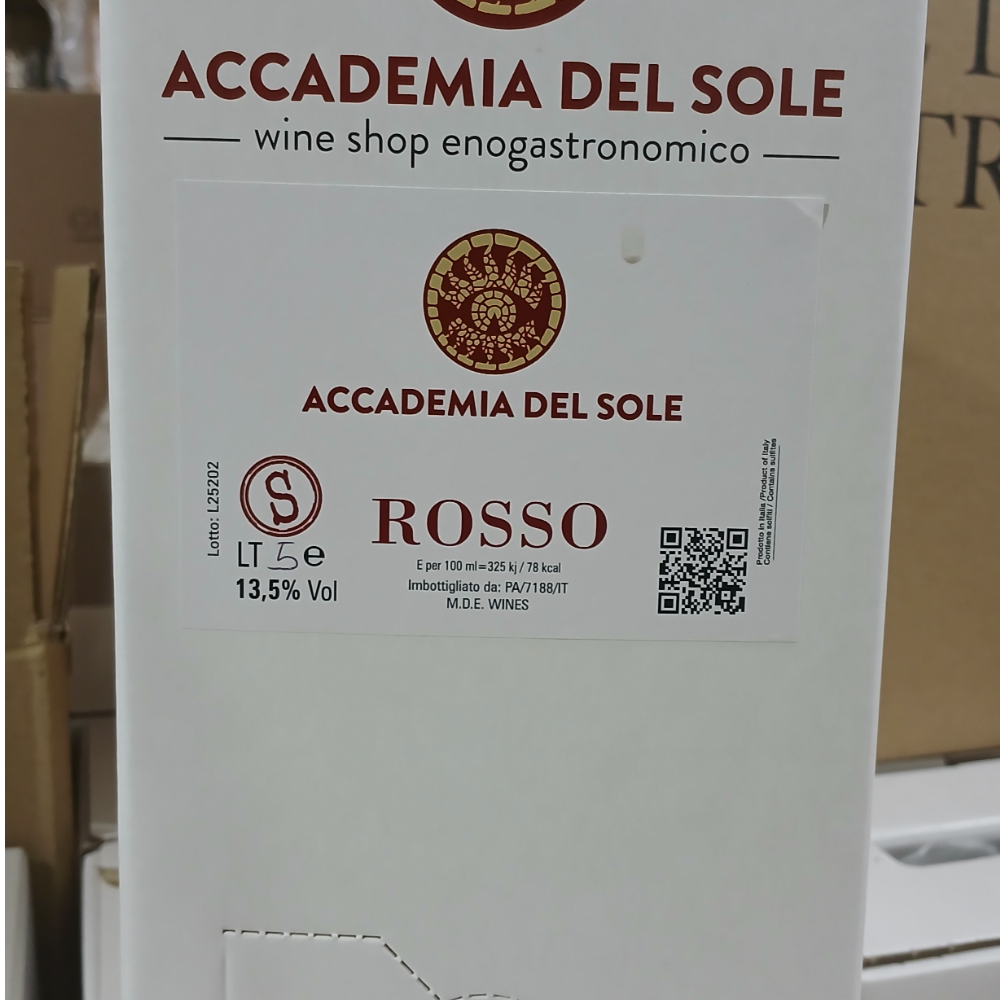 ACCADEMIA DEL SOLE
wine shop enogastronomico
ACCADEMIA DEL SOLE
Lotto: L25202
S
LT 5e
13,5% Vol
ROSSO
E per 100 ml=325 kj / 78 kcal
Imbottigliato da: PA/7188/IT
M.D.E. WINES
Prodotto in Italia /Product of Italy
Contiene solfiti / Contains sulfites
TR